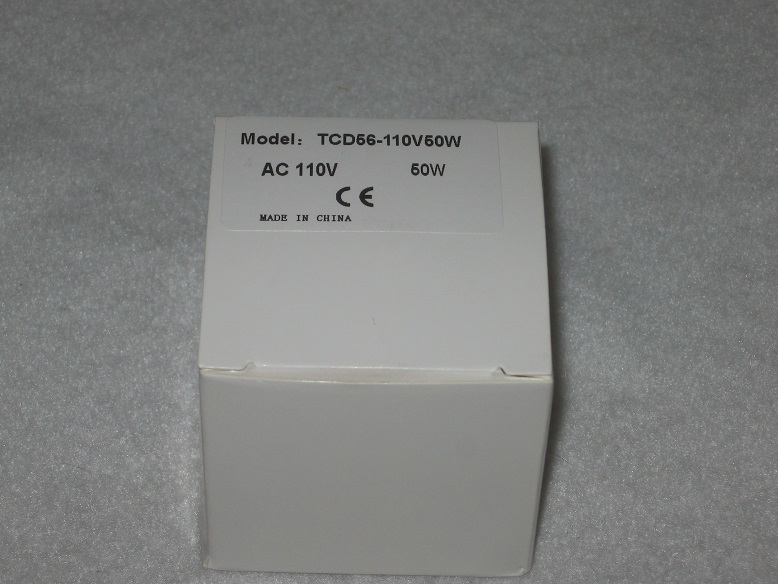 Model: TCD56-110V50W
AC 110V 50W
CE
MADE IN CHINA